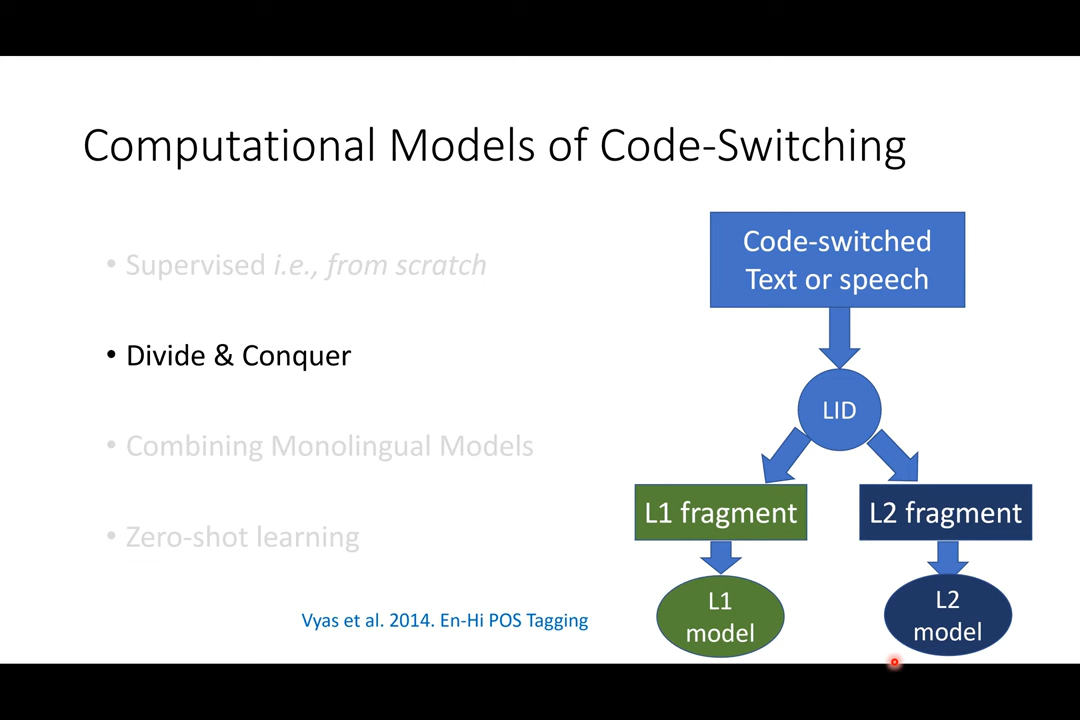 Computational Models of Code-Switching
• Supervised i.e., from scratch
• Divide & Conquer
• Combining Monolingual Models
• Zero-shot learning
Vyas et al. 2014. En-Hi POS Tagging
Code-switched
Text or speech
LID
L1 fragment
L2 fragment
L1
model
L2
model